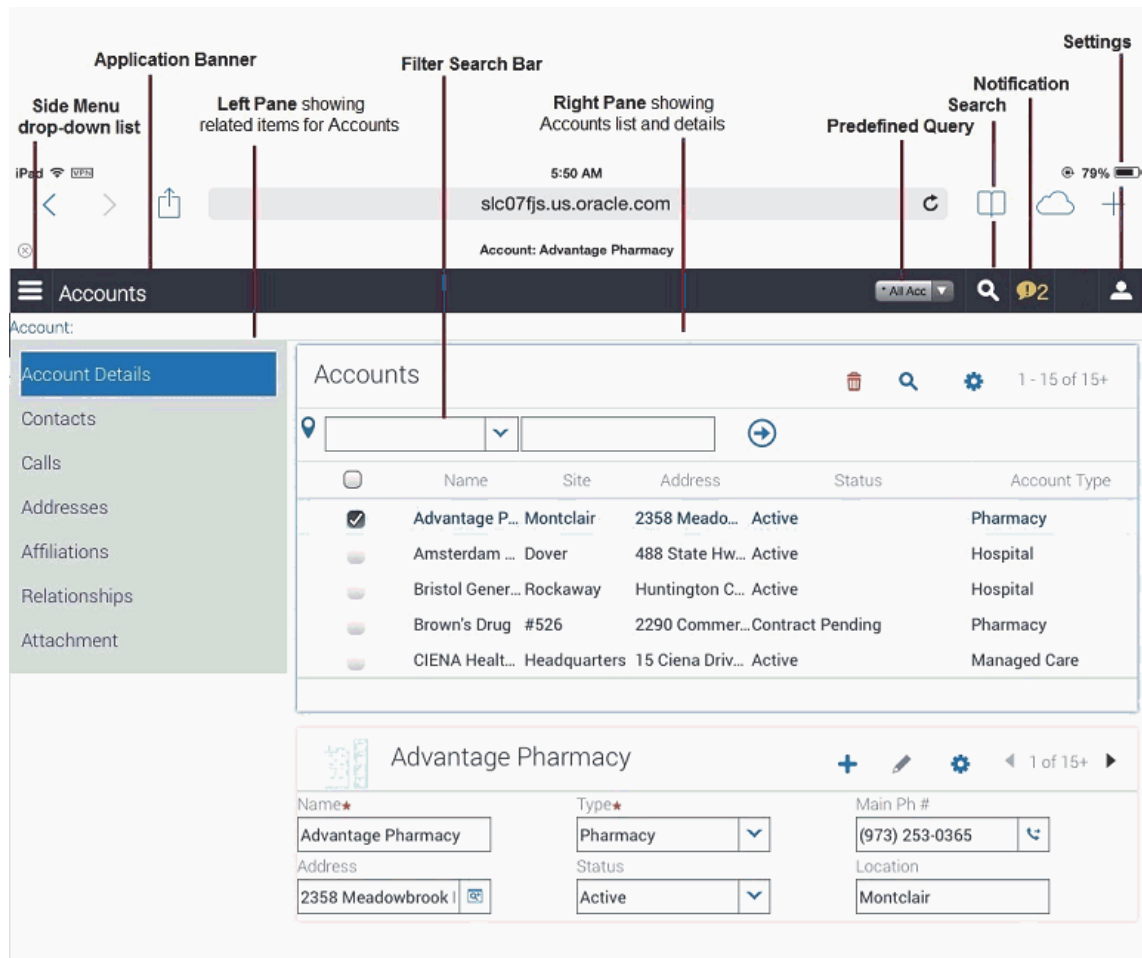 Settings
Application Banner
Filter Search Bar
Notification
Side Menu
drop-down list
Left Pane showing
related items for Accounts
Right Pane showing
Accounts list and details
Search
Predefined Query
iPad VPN
5:50 AM
79%
slc07fjs.us.oracle.com
Account: Advantage Pharmacy
Accounts
* All Acc
2
Account:
Account Details
Contacts
Calls
Addresses
Affiliations
Relationships
Attachment
Accounts
1 - 15 of 15+
Name Site Address Status Account Type
Advantage P... Montclair 2358 Meado... Active Pharmacy
Amsterdam ... Dover 488 State Hw... Active Hospital
Bristol Gener... Rockaway Huntington C... Active Hospital
Brown's Drug #526 2290 Commer... Contract Pending Pharmacy
CIENA Healt... Headquarters 15 Ciena Driv... Active Managed Care
Advantage Pharmacy
1 of 15+
Name★ Type★ Main Ph #
Advantage Pharmacy Pharmacy (973) 253-0365
Address Status Location
2358 Meadowbrook Active Montclair